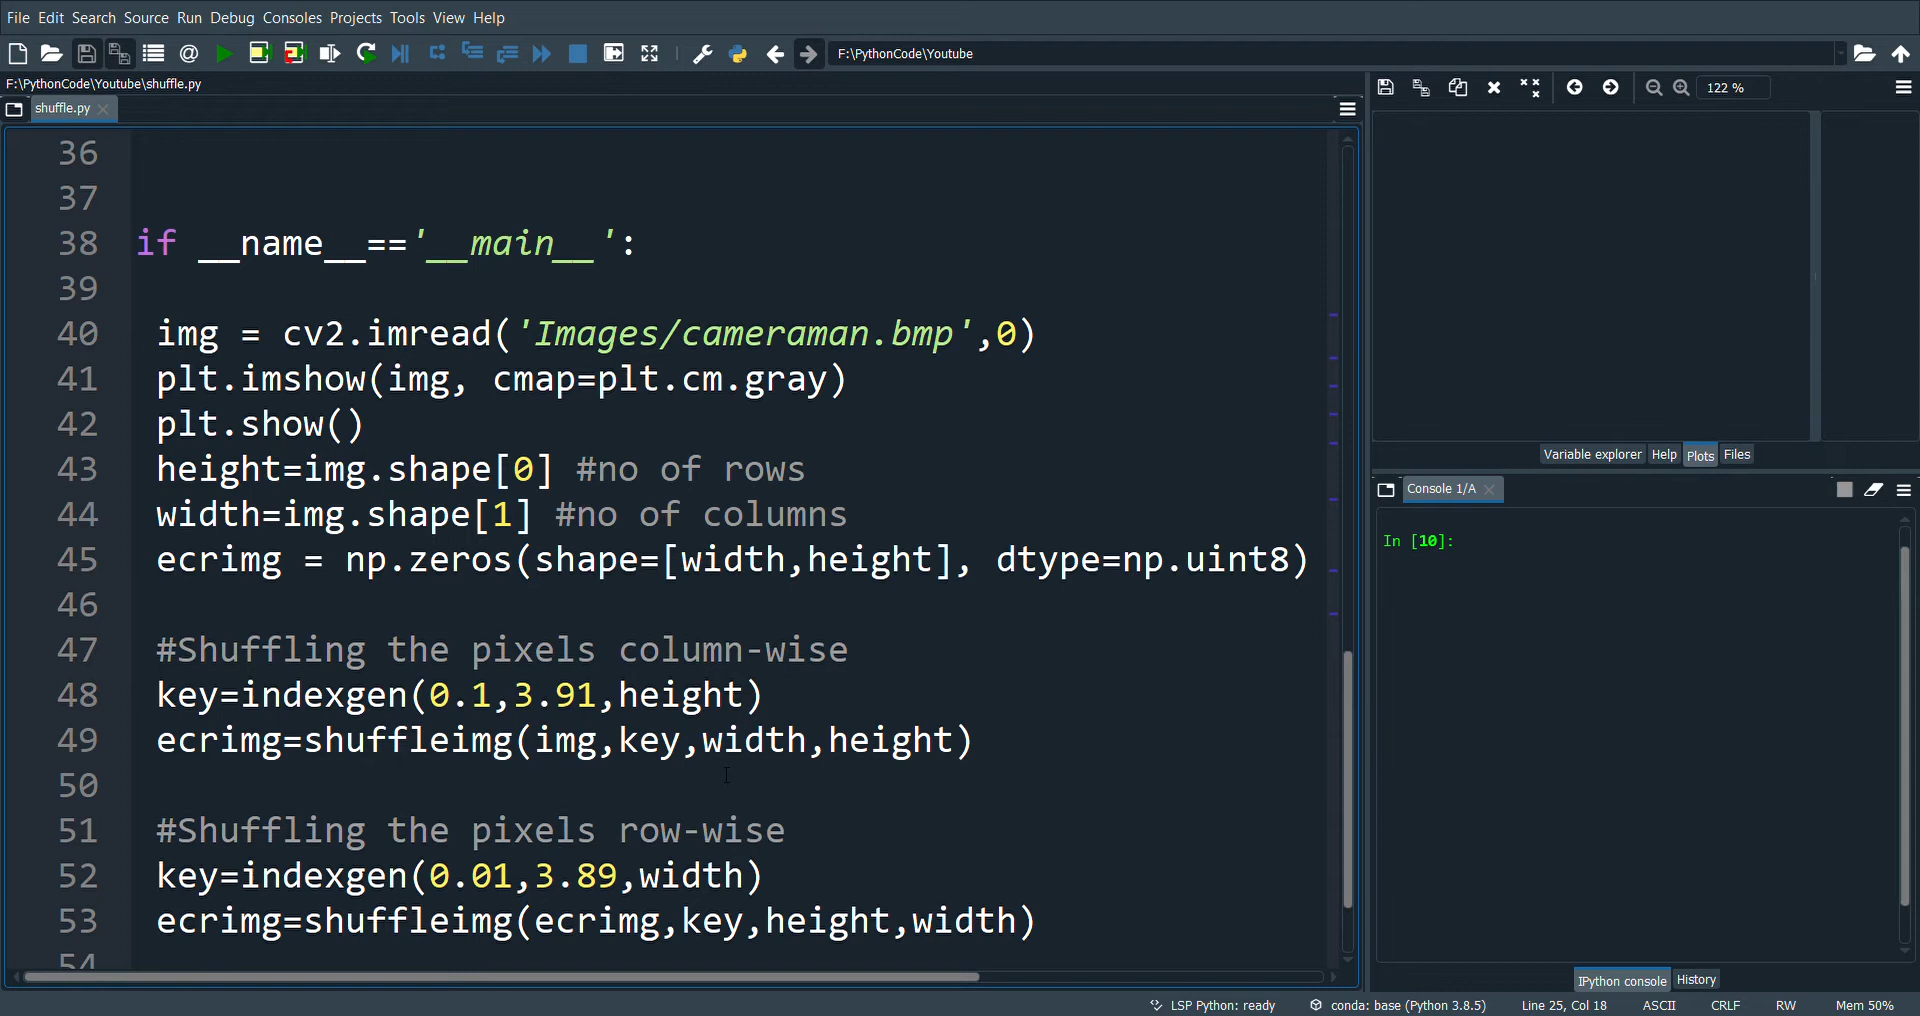 File Edit Search Source Run Debug Consoles Projects Tools View Help
F:\PythonCode\Youtube
F:\PythonCode\Youtube\shuffle.py
shuffle.py
36
37
38 if __name__=='__main__':
39
40 img = cv2.imread('Images/cameraman.bmp',0)
41 plt.imshow(img, cmap=plt.cm.gray)
42 plt.show()
43 height=img.shape[0] #no of rows
44 width=img.shape[1] #no of columns
45 ecrimg = np.zeros(shape=[width,height], dtype=np.uint8)
46
47 #Shuffling the pixels column-wise
48 key=indexgen(0.1,3.91,height)
49 ecrimg=shuffleimg(img,key,width,height)
50
51 #Shuffling the pixels row-wise
52 key=indexgen(0.01,3.89,width)
53 ecrimg=shuffleimg(ecrimg,key,height,width)
54
122 %
Variable explorer Help Plots Files
Console 1/A
In [10]:
IPython console History
LSP Python: ready conda: base (Python 3.8.5) Line 25, Col 18 ASCII CRLF RW Mem 50%